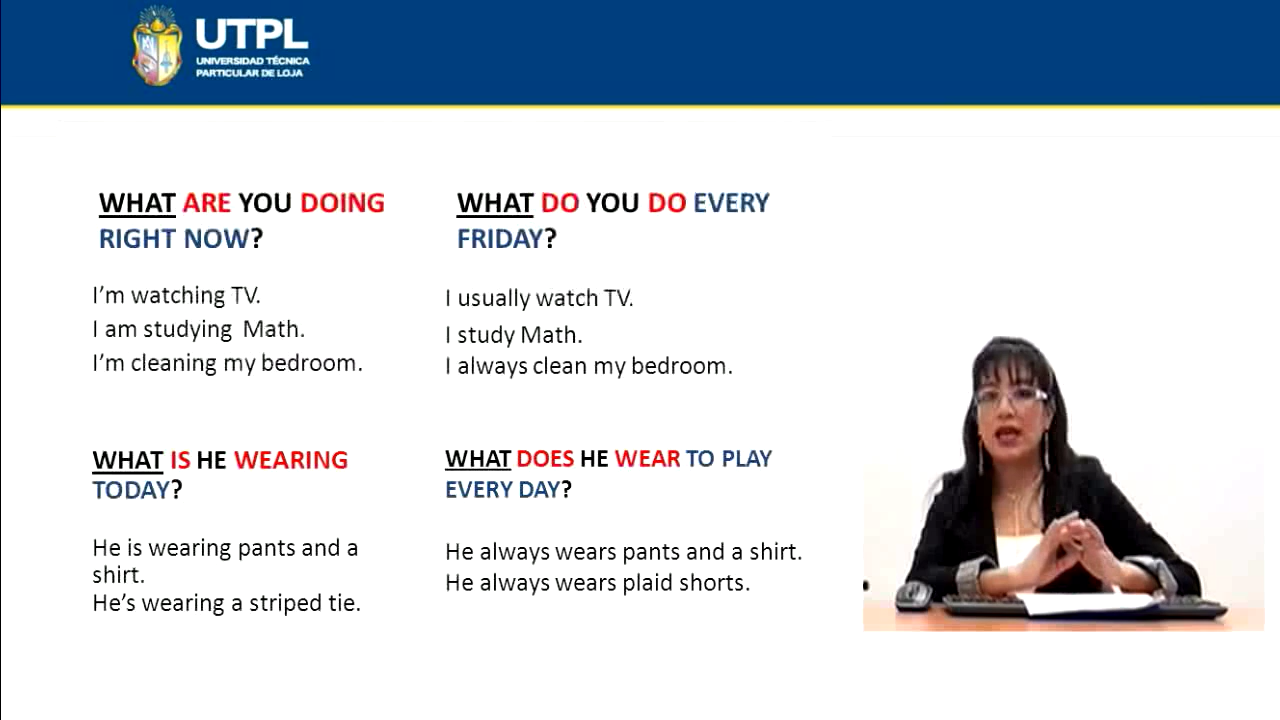 UTPL
UNIVERSIDAD TÉCNICA
PARTICULAR DE LOJA
WHAT ARE YOU DOING
RIGHT NOW?
I'm watching TV.
I am studying Math.
I'm cleaning my bedroom.
WHAT DO YOU DO EVERY
FRIDAY?
I usually watch TV.
I study Math.
I always clean my bedroom.
WHAT IS HE WEARING
TODAY?
He is wearing pants and a
shirt.
He's wearing a striped tie.
WHAT DOES HE WEAR TO PLAY
EVERY DAY?
He always wears pants and a shirt.
He always wears plaid shorts.